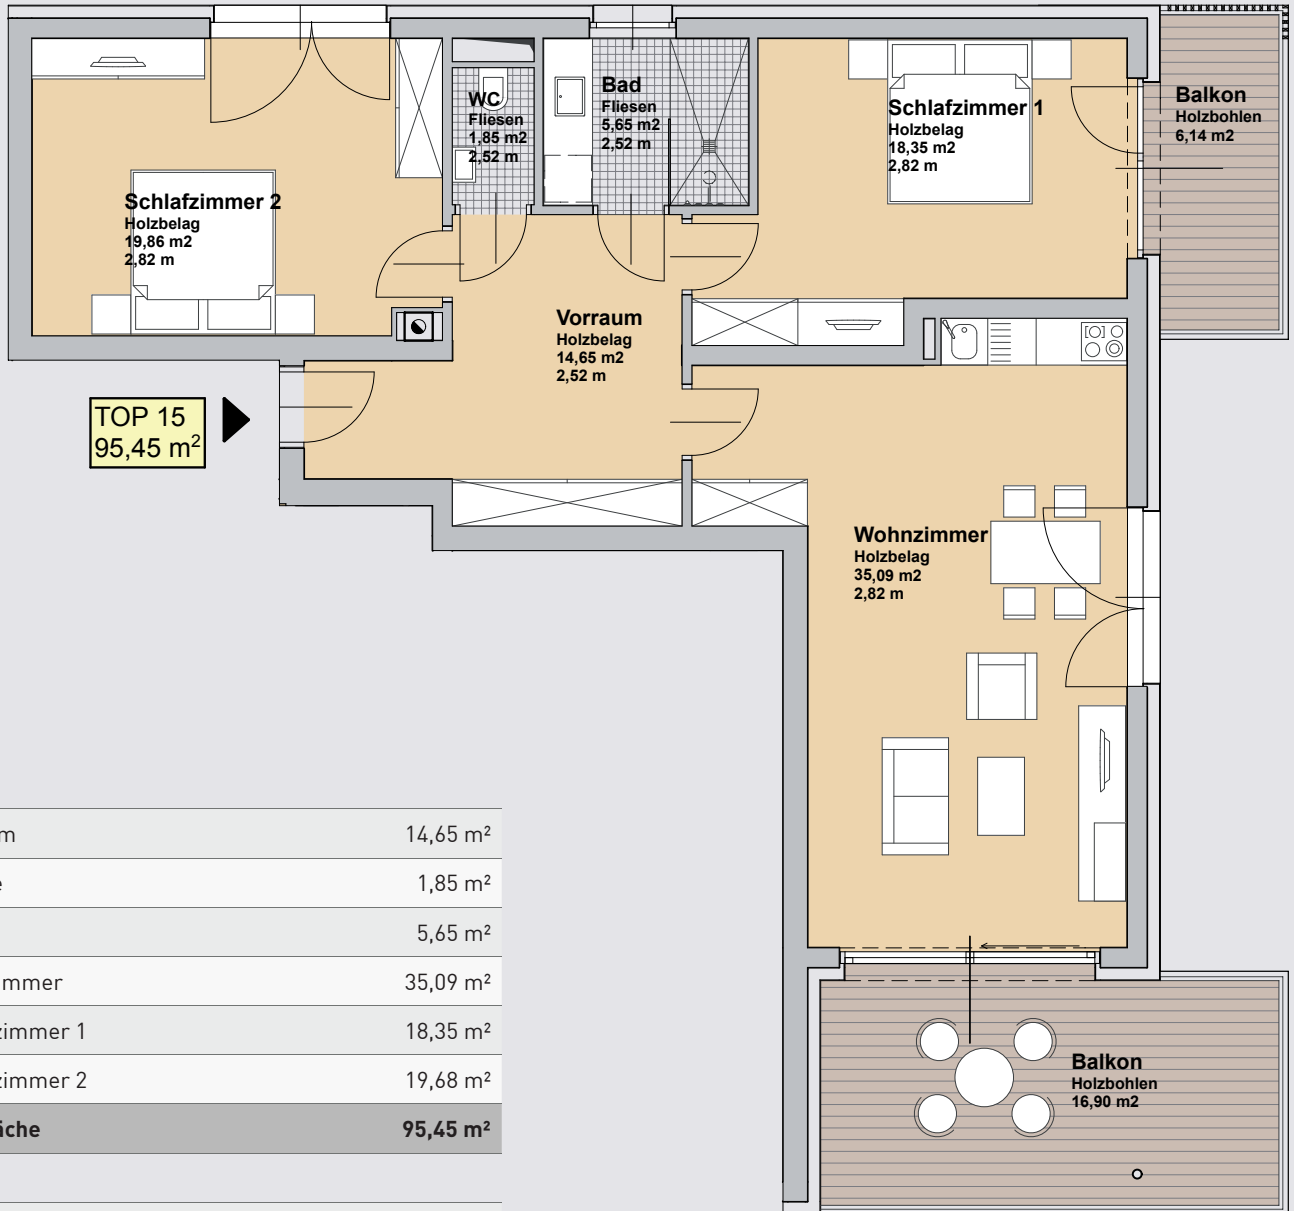 WC
Fliesen
1,85 m2
2,52 m
Bad
Fliesen
5,65 m2
2,52 m
Schlafzimmer 1
Holzbelag
18,35 m2
2,82 m
Balkon
Holzbohlen
6,14 m2
Schlafzimmer 2
Holzbelag
19,86 m2
2,82 m
Vorraum
Holzbelag
14,65 m2
2,52 m
TOP 15
95,45 m²
Wohnzimmer
Holzbelag
35,09 m2
2,82 m
m 14,65 m²
e 1,85 m²
5,65 m²
immer 35,09 m²
zimmer 1 18,35 m²
zimmer 2 19,68 m²
äche 95,45 m²
Balkon
Holzbohlen
16,90 m2